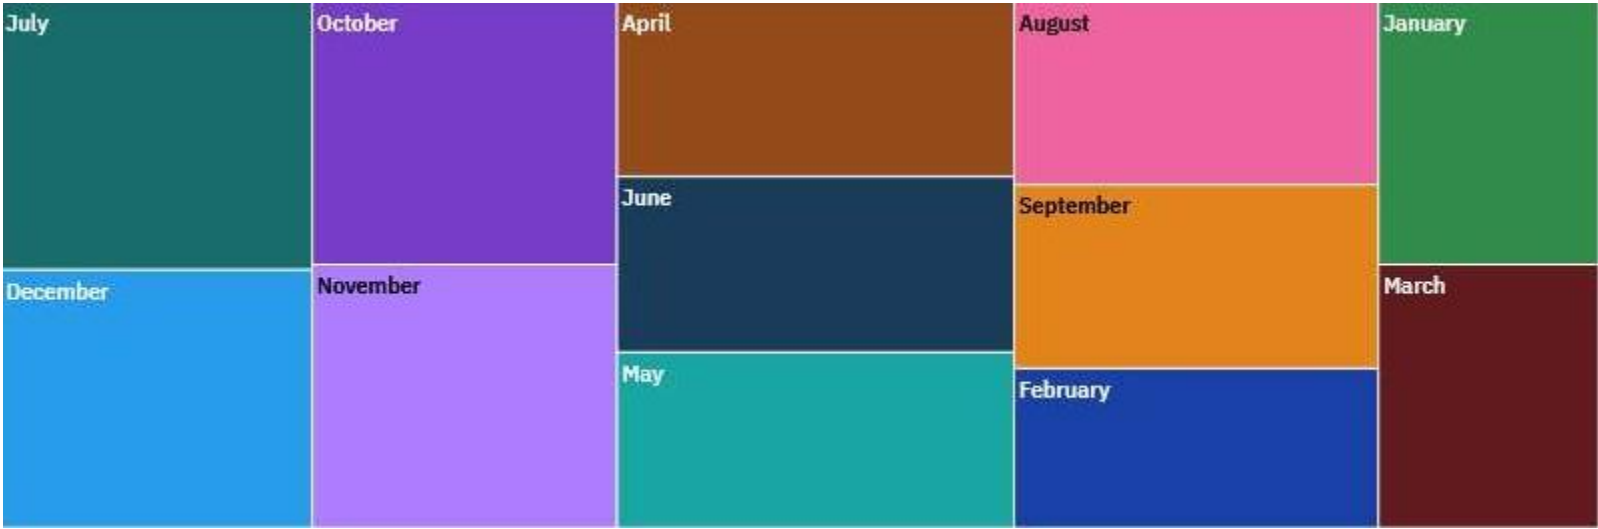 July
October
April
August
January
June
September
December
November
March
May
February